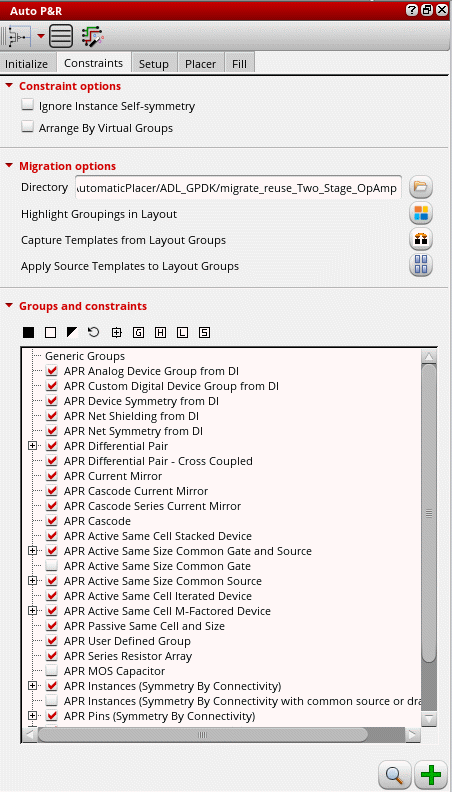 Auto P&R
Initialize Constraints Setup Placer Fill
Constraint options
Ignore Instance Self-symmetry
Arrange By Virtual Groups
Migration options
Directory \utomaticPlacer/ADL_GPDK/migrate_reuse_Two_Stage_OpAmp
Highlight Groupings in Layout
Capture Templates from Layout Groups
Apply Source Templates to Layout Groups
Groups and constraints
G H L S
Generic Groups
APR Analog Device Group from DI
APR Custom Digital Device Group from DI
APR Device Symmetry from DI
APR Net Shielding from DI
APR Net Symmetry from DI
APR Differential Pair
APR Differential Pair - Cross Coupled
APR Current Mirror
APR Cascode Current Mirror
APR Cascode Series Current Mirror
APR Cascode
APR Active Same Cell Stacked Device
APR Active Same Size Common Gate and Source
APR Active Same Size Common Gate
APR Active Same Size Common Source
APR Active Same Cell Iterated Device
APR Active Same Cell M-Factored Device
APR Passive Same Cell and Size
APR User Defined Group
APR Series Resistor Array
APR MOS Capacitor
APR Instances (Symmetry By Connectivity)
APR Instances (Symmetry By Connectivity with common source or dra
APR Pins (Symmetry By Connectivity)